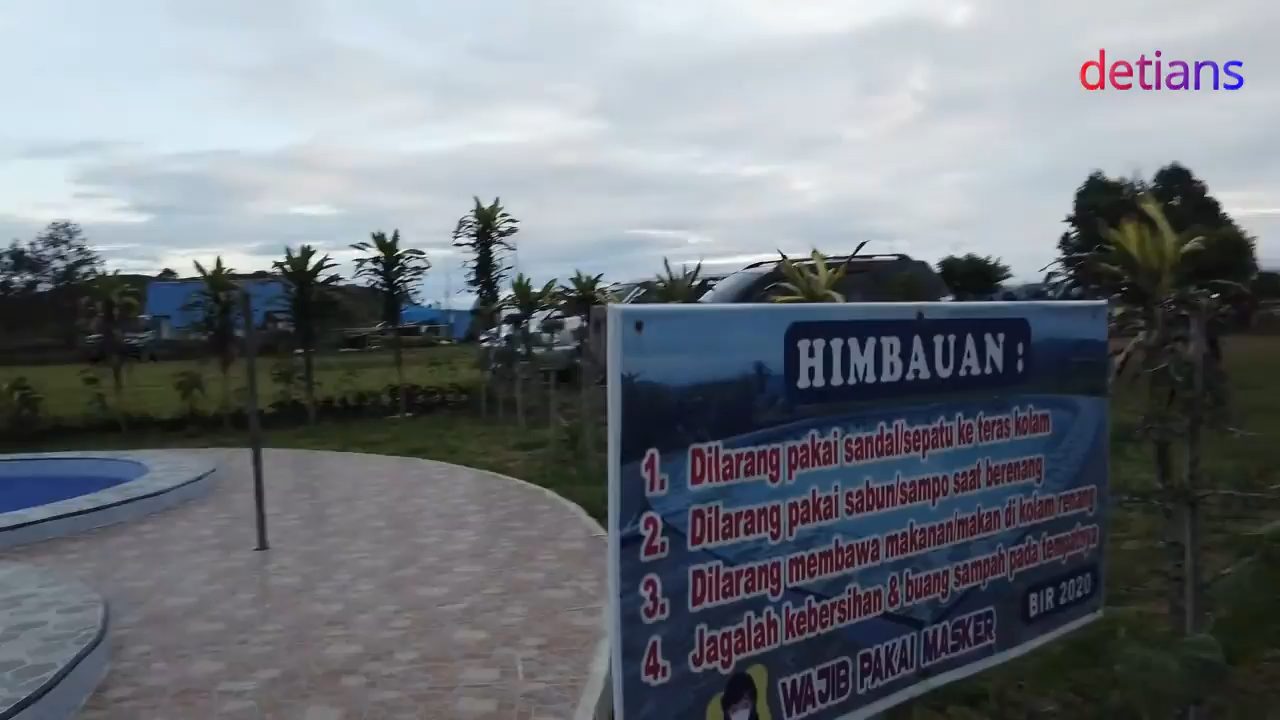 detians
HIMBAUAN :
1. Dilarang pakai sandal/sepatu ke teras kolam
2. Dilarang pakai sabun/sampo saat berenang
3. Dilarang membawa makanan/makan di kolam renang
4. Jagalah kebersihan & buang sampah pada tempatnya
BIR 2020
WAJIB PAKAI MASKER